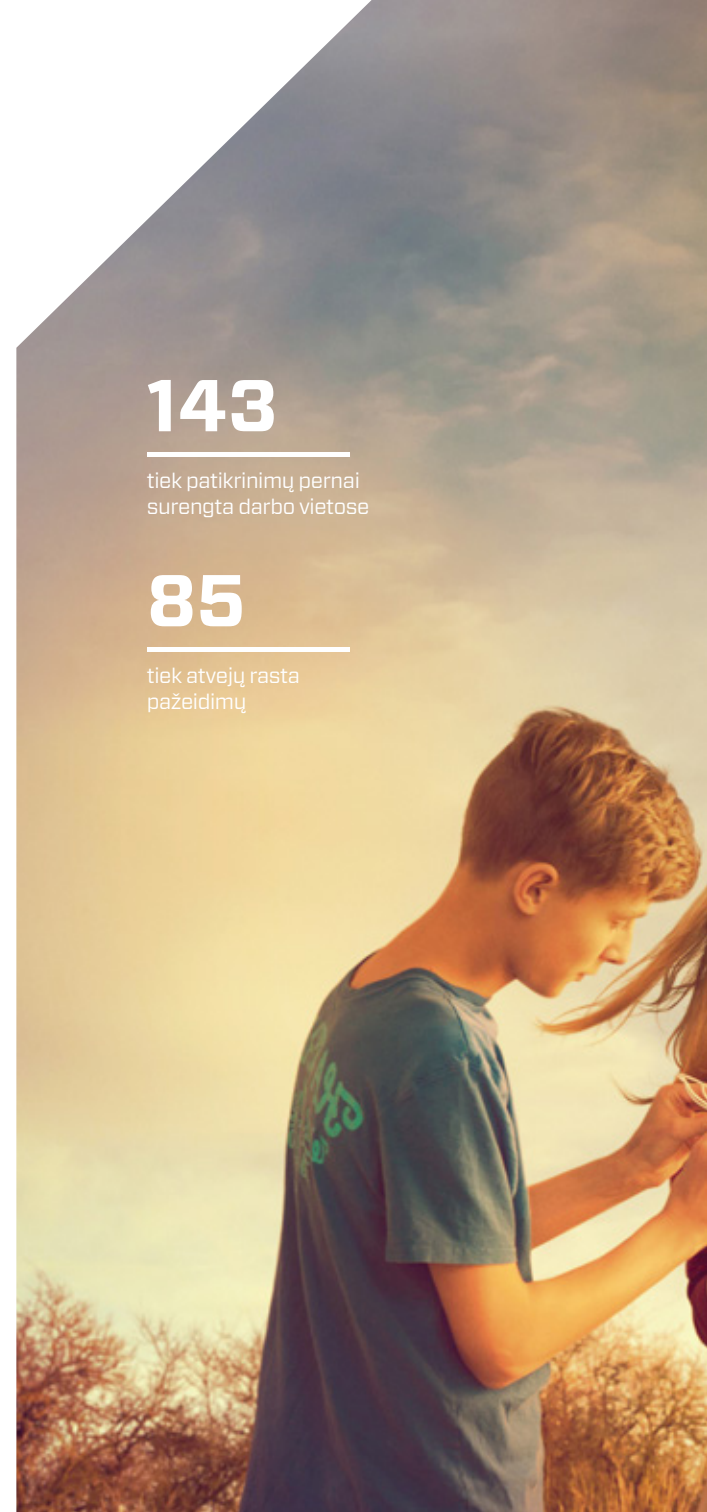 143
tiek patikrinimų pernai
surengta darbo vietose
85
tiek atvejų rasta
pažeidimų